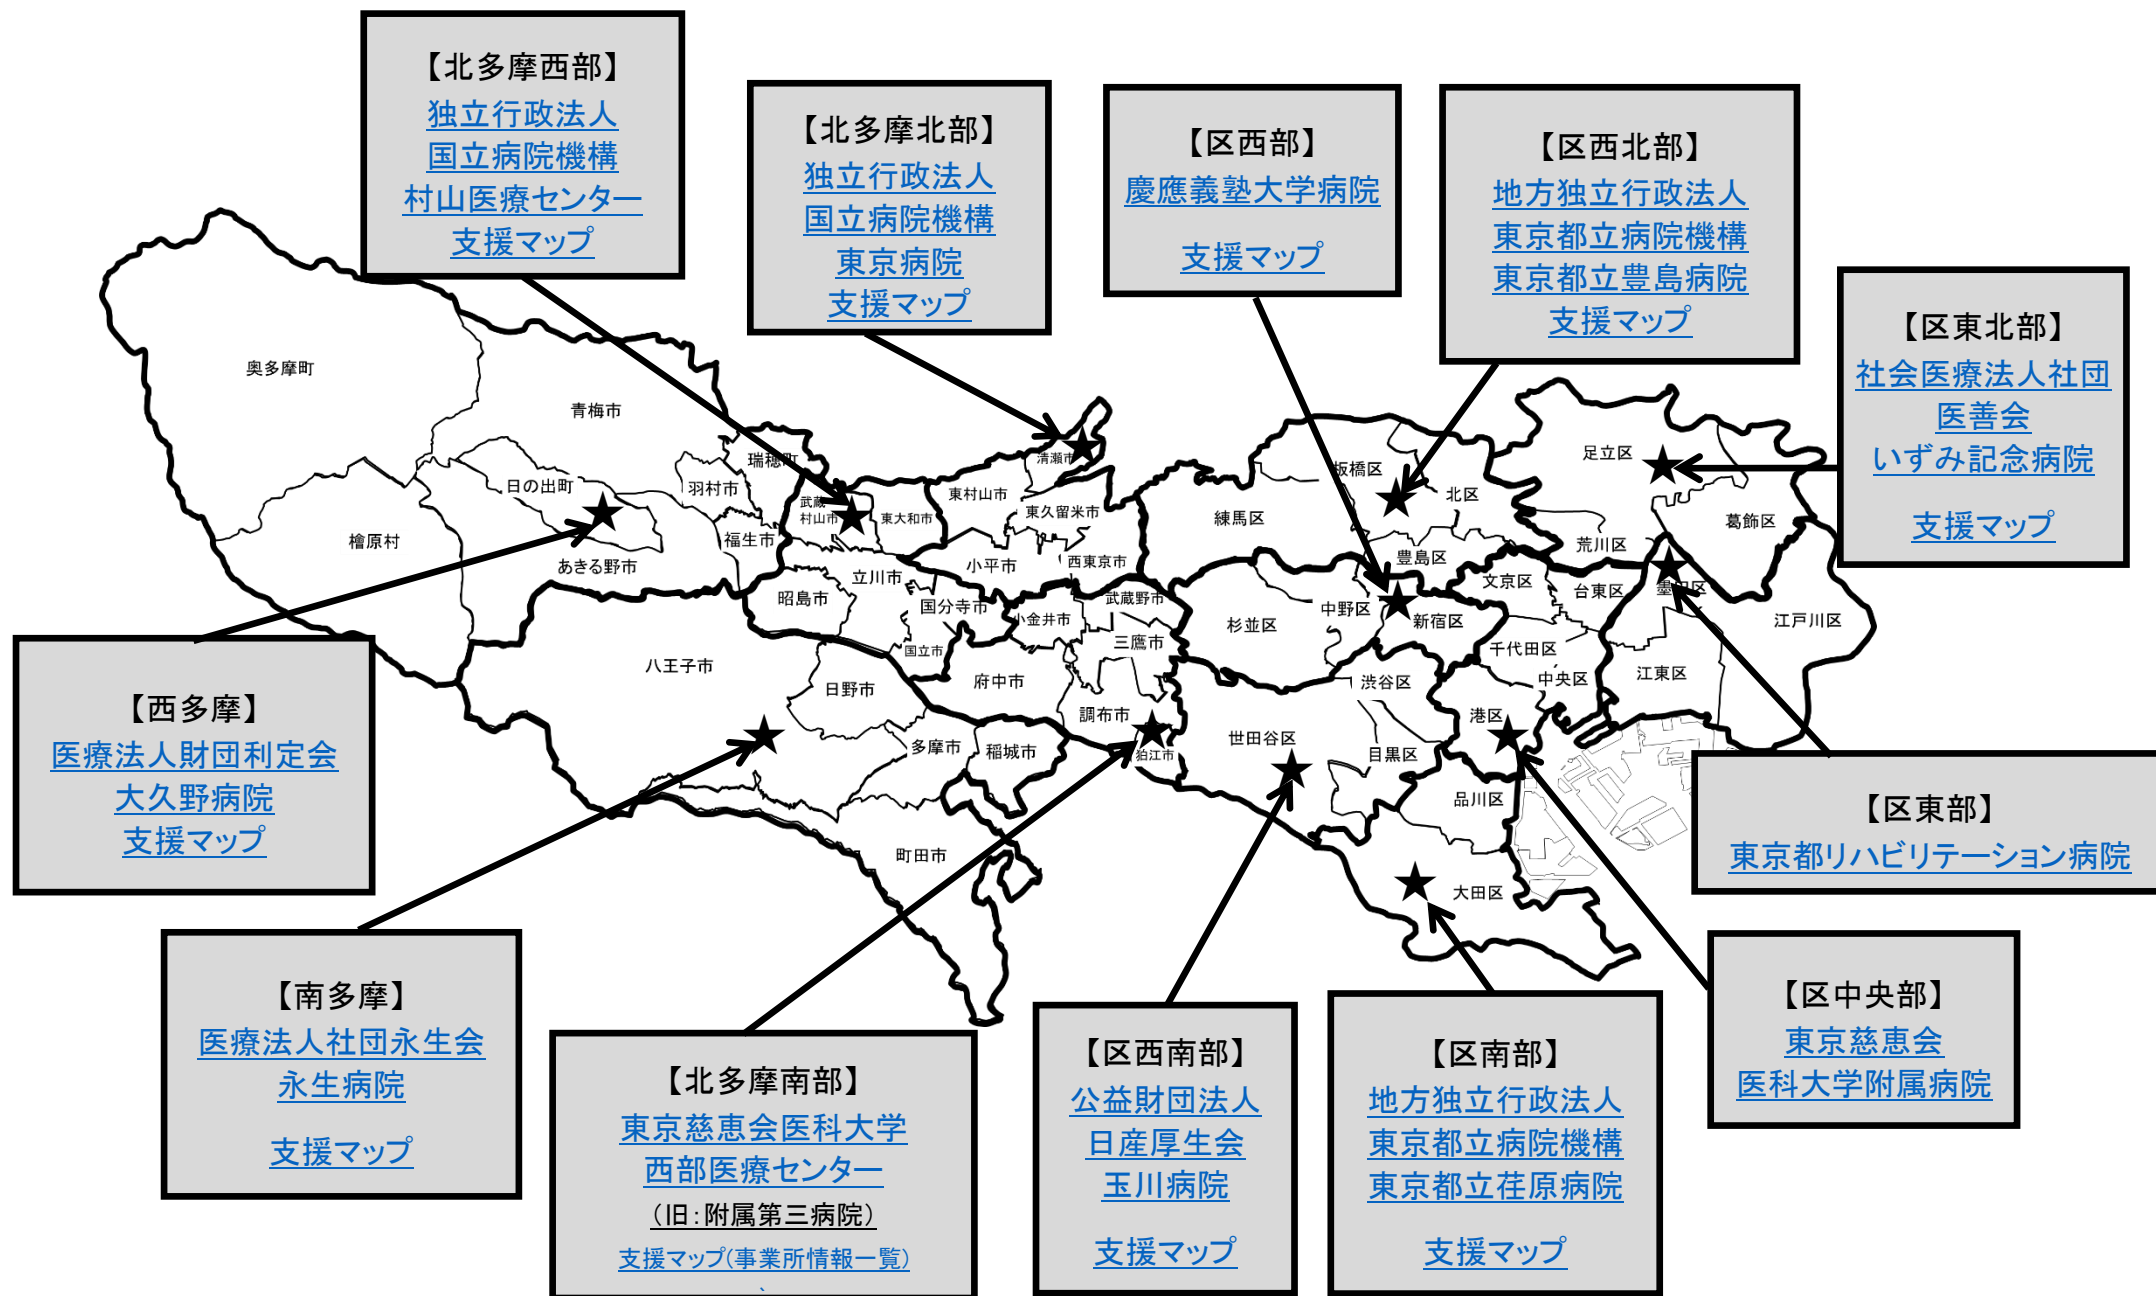 【北多摩西部】
独立行政法人
国立病院機構
村山医療センター
支援マップ
【北多摩北部】
独立行政法人
国立病院機構
東京病院
支援マップ
【区西部】
慶應義塾大学病院
支援マップ
【区西北部】
地方独立行政法人
東京都立病院機構
東京都立豊島病院
支援マップ
【区東北部】
社会医療法人社団
医善会
いずみ記念病院
支援マップ
奥多摩町
青梅市
瑞穂町
清瀬市
板橋区
足立区
日の出町
羽村市
武蔵
村山市
東大和市
東村山市
東久留米市
練馬区
北区
葛飾区
檜原村
あきる野市
福生市
立川市
小平市
西東京市
豊島区
荒川区
文京区
台東区
墨田区
昭島市
国分寺市
小金井市
武蔵野市
杉並区
中野区
新宿区
江戸川区
八王子市
国立市
三鷹市
千代田区
日野市
府中市
渋谷区
中央区
江東区
調布市
港区
多摩市
稲城市
狛江市
世田谷区
目黒区
品川区
町田市
大田区
【西多摩】
医療法人財団利定会
大久野病院
支援マップ
【区東部】
東京都リハビリテーション病院
【南多摩】
医療法人社団永生会
永生病院
支援マップ
【北多摩南部】
東京慈恵会医科大学
西部医療センター
（旧：附属第三病院）
支援マップ(事業所情報一覧)
、
【区西南部】
公益財団法人
日産厚生会
玉川病院
支援マップ
【区南部】
地方独立行政法人
東京都立病院機構
東京都立荏原病院
支援マップ
【区中央部】
東京慈恵会
医科大学附属病院